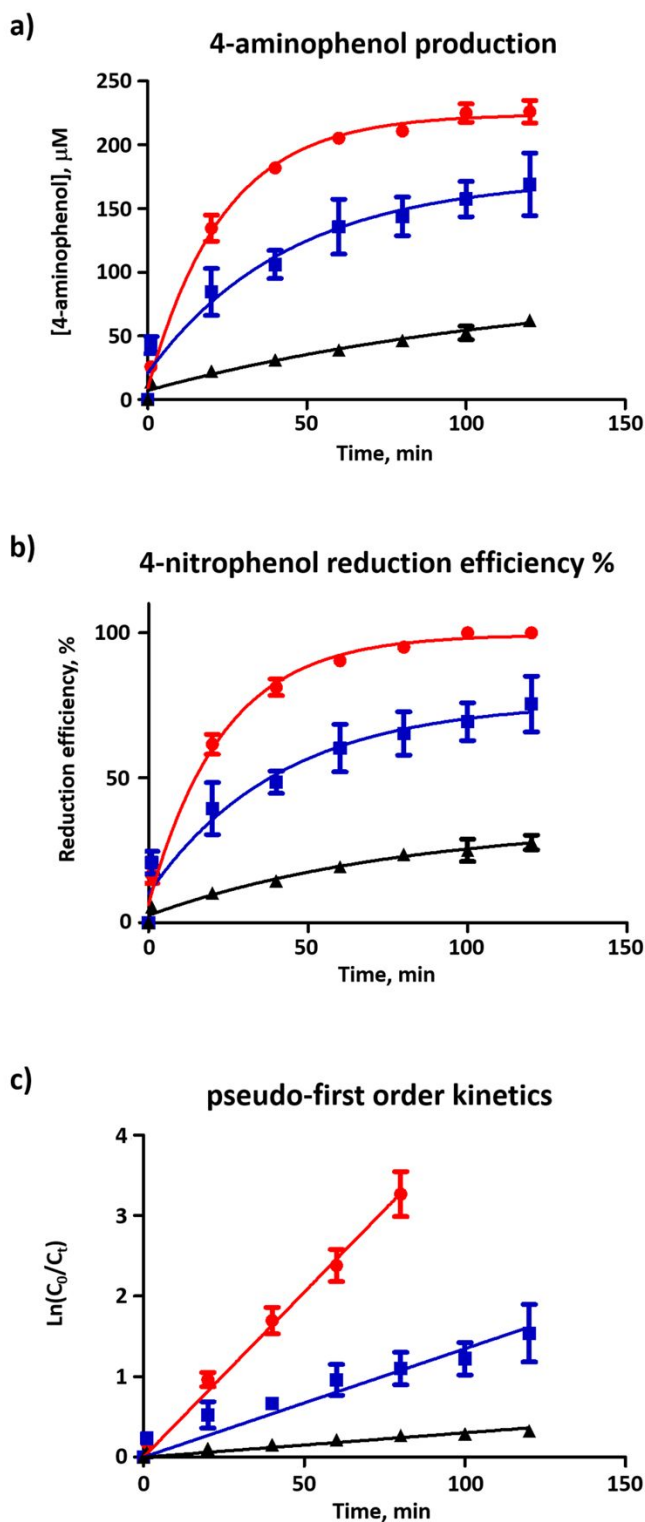 a)
4-aminophenol production
[4-aminophenol], μM
250
200
150
100
50
0
0 50 100 150
Time, min
b)
4-nitrophenol reduction efficiency %
Reduction efficiency, %
100
50
0
0 50 100 150
Time, min
c)
pseudo-first order kinetics
Ln(C₀/Cₜ)
4
3
2
1
0
0 50 100 150
Time, min